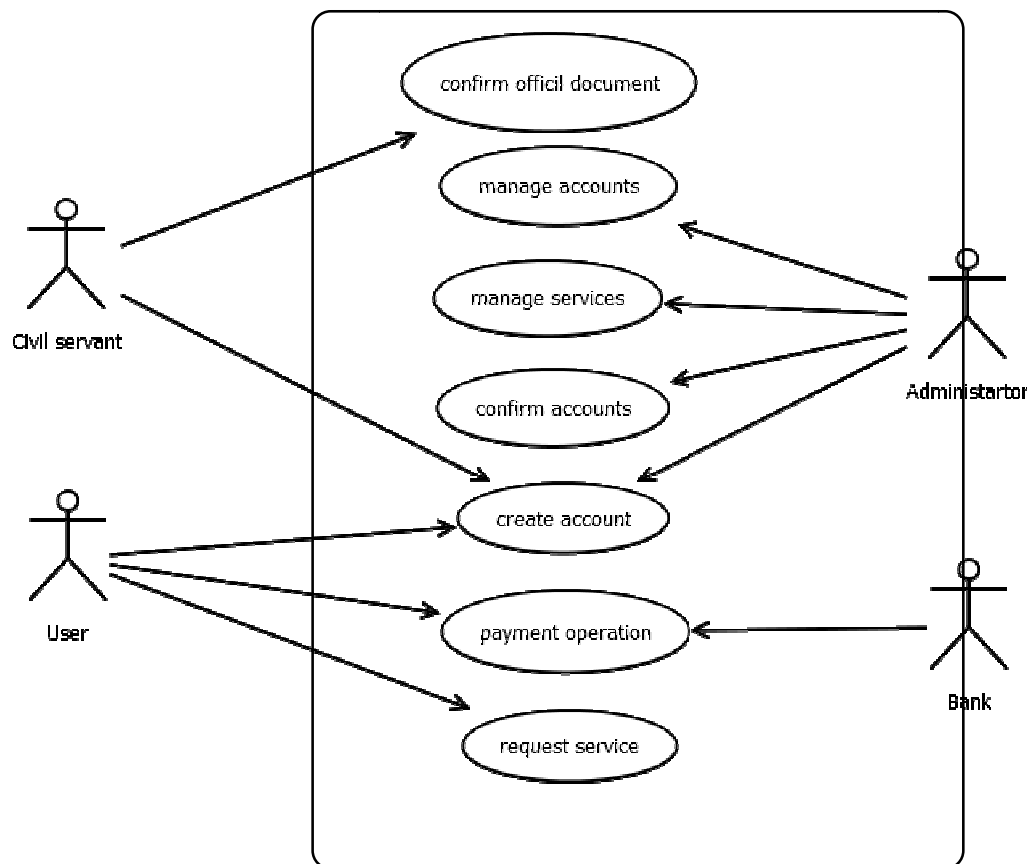 confirm officil document
manage accounts
manage services
confirm accounts
create account
payment operation
request service
Civil servant
User
Administartor
Bank